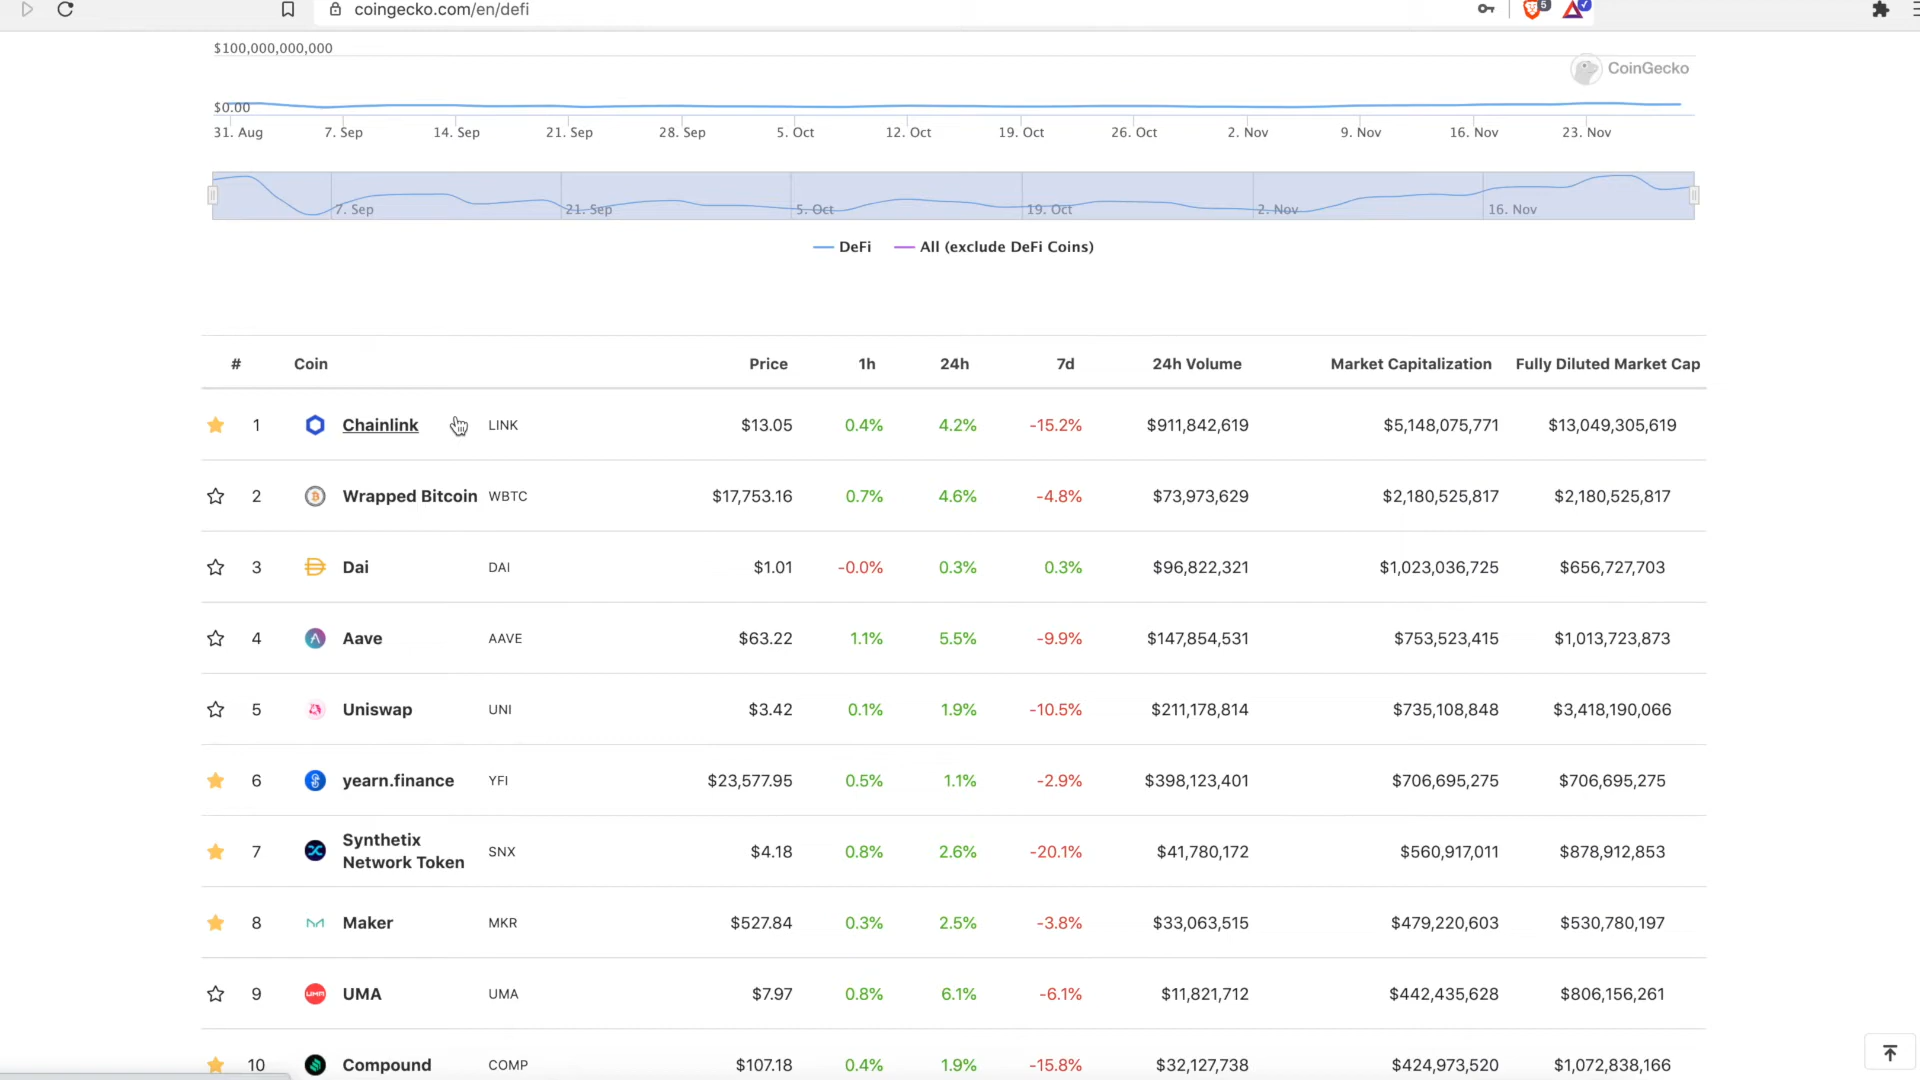 coingecko.com/en/defi
5
$100,000,000,000
CoinGecko
$0.00
31. Aug 7. Sep 14. Sep 21. Sep 28. Sep 5. Oct 12. Oct 19. Oct 26. Oct 2. Nov 9. Nov 16. Nov 23. Nov
7. Sep 21. Sep 5. Oct 19. Oct 2. Nov 16. Nov
DeFi All (exclude DeFi Coins)
# Coin Price 1h 24h 7d 24h Volume Market Capitalization Fully Diluted Market Cap
1 Chainlink LINK $13.05 0.4% 4.2% -15.2% $911,842,619 $5,148,075,771 $13,049,305,619
2 Wrapped Bitcoin WBTC $17,753.16 0.7% 4.6% -4.8% $73,973,629 $2,180,525,817 $2,180,525,817
3 Dai DAI $1.01 -0.0% 0.3% 0.3% $96,822,321 $1,023,036,725 $656,727,703
4 Aave AAVE $63.22 1.1% 5.5% -9.9% $147,854,531 $753,523,415 $1,013,723,873
5 Uniswap UNI $3.42 0.1% 1.9% -10.5% $211,178,814 $735,108,848 $3,418,190,066
6 yearn.finance YFI $23,577.95 0.5% 1.1% -2.9% $398,123,401 $706,695,275 $706,695,275
7 Synthetix Network Token SNX $4.18 0.8% 2.6% -20.1% $41,780,172 $560,917,011 $878,912,853
8 Maker MKR $527.84 0.3% 2.5% -3.8% $33,063,515 $479,220,603 $530,780,197
9 UMA UMA UMA $7.97 0.8% 6.1% -6.1% $11,821,712 $442,435,628 $806,156,261
10 Compound COMP $107.18 0.4% 1.9% -15.8% $32,127,738 $424,973,520 $1,072,838,166